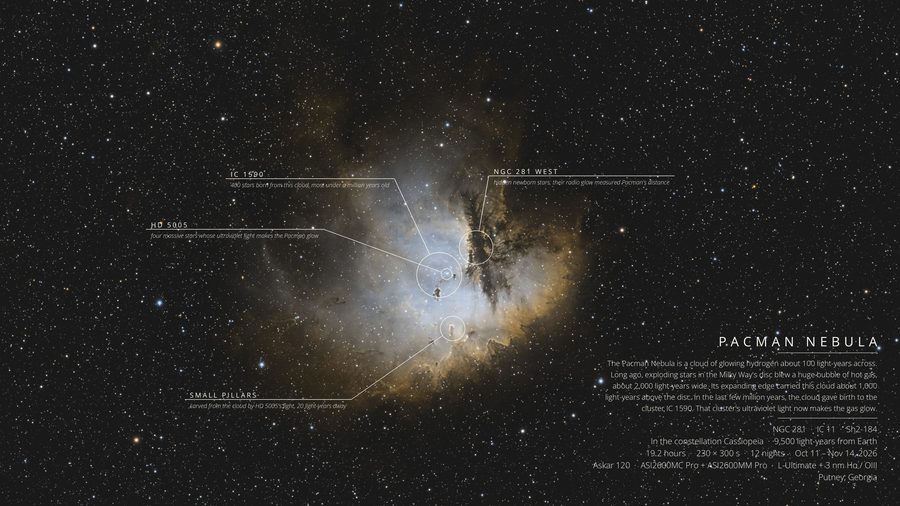 IC 1590
400 stars born from this cloud, most under a million years old
NGC 281 WEST
hidden newborn stars, their radio glow measured Pacman's distance
HD 5005
four massive stars whose ultraviolet light makes the Pacman glow
SMALL PILLARS
carved from the cloud by HD 5005's light, 20 light-years away
PACMAN NEBULA
The Pacman Nebula is a cloud of glowing hydrogen about 100 light-years across.
Long ago, exploding stars in the Milky Way's disc blew a huge bubble of hot gas,
about 2,000 light-years wide. Its expanding edge carried this cloud about 1,000
light-years above the disc. In the last few million years, the cloud gave birth to the
cluster IC 1590. That cluster's ultraviolet light now makes the gas glow.
NGC 281 · IC 11 · Sh2-184
In the constellation Cassiopeia · 9,500 light-years from Earth
19.2 hours · 230 × 300 s · 12 nights · Oct 11 – Nov 14, 2026
Askar 120 · ASI2600MC Pro + ASI2600MM Pro · L-Ultimate + 3 nm Hα / OIII
Putney, Georgia